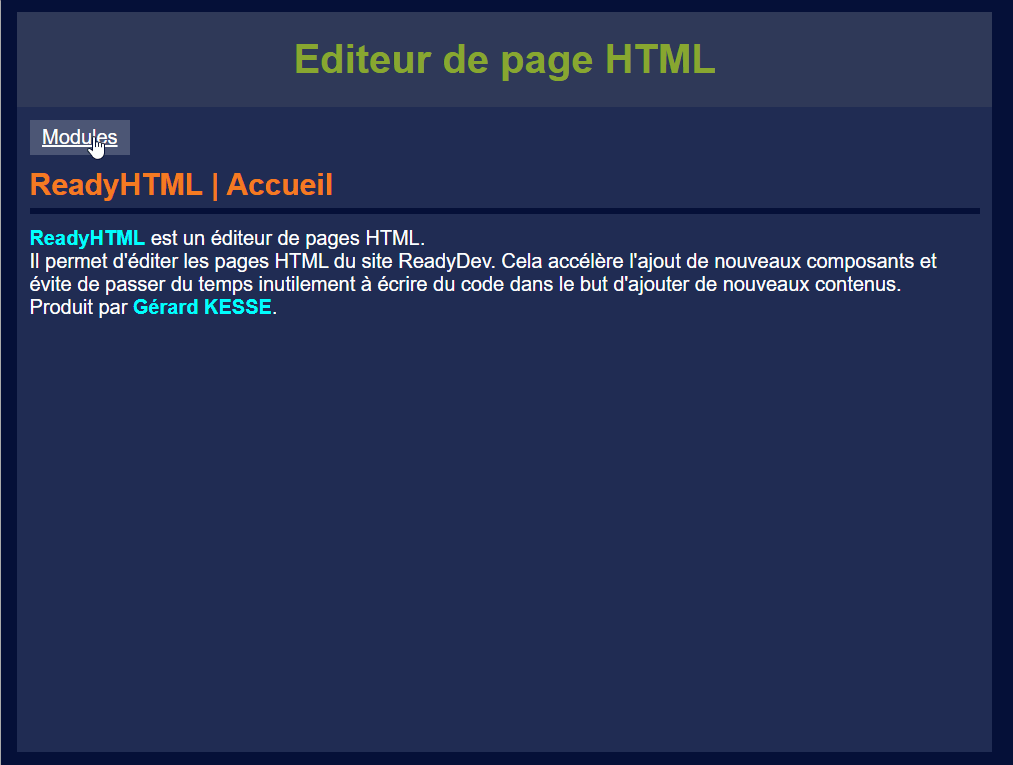 Editeur de page HTML
Modules
ReadyHTML | Accueil
ReadyHTML est un éditeur de pages HTML.
Il permet d'éditer les pages HTML du site ReadyDev. Cela accélère l'ajout de nouveaux composants et
évite de passer du temps inutilement à écrire du code dans le but d'ajouter de nouveaux contenus.
Produit par Gérard KESSE.